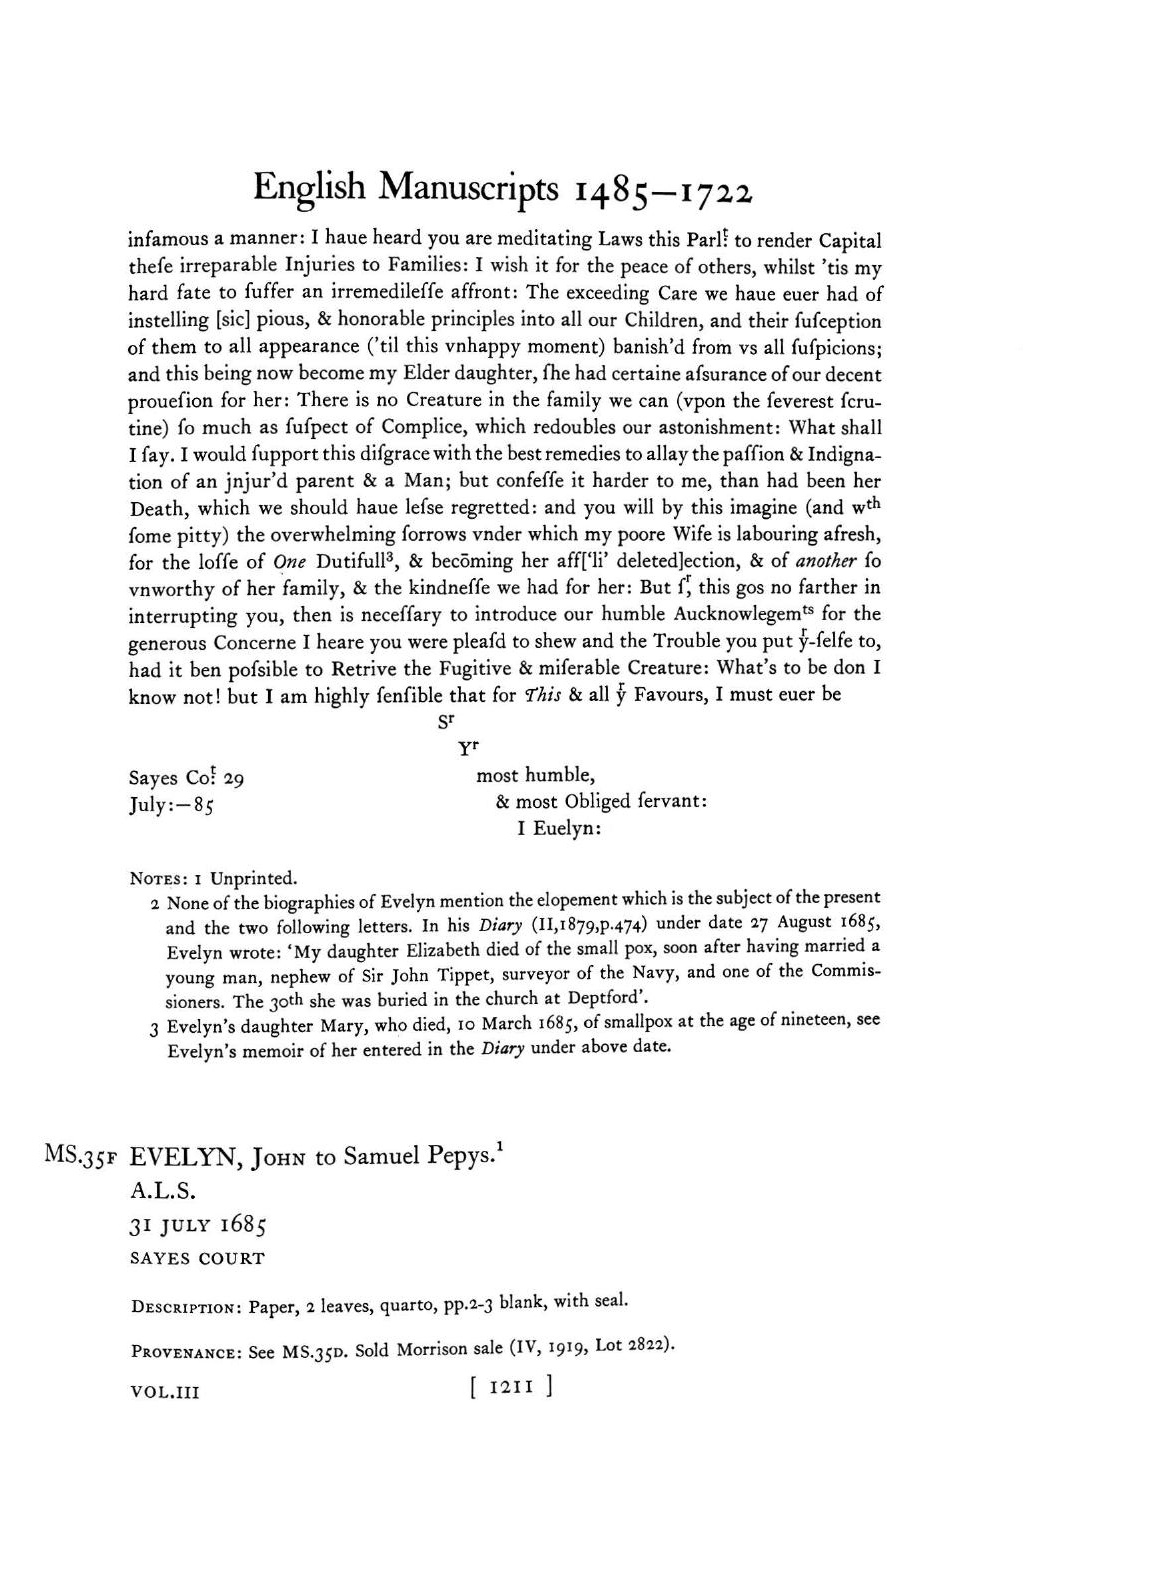 English Manuscripts 1485—1722
infamous a manner: I haue heard you are meditating Laws this Parlᵗ: to render Capital
theſe irreparable Injuries to Families: I wish it for the peace of others, whilst 'tis my
hard fate to ſuffer an irremedileſſe affront: The exceeding Care we haue euer had of
instelling [sic] pious, & honorable principles into all our Children, and their ſuſception
of them to all appearance ('til this vnhappy moment) banish'd from vs all ſuſpicions;
and this being now become my Elder daughter, ſhe had certaine aſsurance of our decent
proueſion for her: There is no Creature in the family we can (vpon the ſevereſt ſcru-
tine) ſo much as ſuſpect of Complice, which redoubles our astonishment: What shall
I ſay. I would ſupport this diſgrace with the best remedies to allay the paſſion & Indigna-
tion of an jnjur'd parent & a Man; but confeſſe it harder to me, than had been her
Death, which we should haue leſse regretted: and you will by this imagine (and wᵗʰ
ſome pitty) the overwhelming ſorrows vnder which my poore Wife is labouring afresh,
for the loſſe of One Dutifull³, & becōming her aff['li' deleted]ection, & of another ſo
vnworthy of her family, & the kindneſſe we had for her: But ſʳ, this gos no farther in
interrupting you, then is neceſſary to introduce our humble Aucknowlegemᵗˢ for the
generous Concerne I heare you were pleaſd to shew and the Trouble you put yʳ-ſelfe to,
had it ben poſsible to Retrive the Fugitive & miſerable Creature: What's to be don I
know not! but I am highly ſenſible that for This & all yʳ Favours, I must euer be
Sʳ
Yʳ
Sayes Coᵗ: 29 most humble,
July:—85 & most Obliged ſervant:
I Euelyn:
NOTES: 1 Unprinted.
2 None of the biographies of Evelyn mention the elopement which is the subject of the present
and the two following letters. In his Diary (II,1879,p.474) under date 27 August 1685,
Evelyn wrote: 'My daughter Elizabeth died of the small pox, soon after having married a
young man, nephew of Sir John Tippet, surveyor of the Navy, and one of the Commis-
sioners. The 30th she was buried in the church at Deptford'.
3 Evelyn's daughter Mary, who died, 10 March 1685, of smallpox at the age of nineteen, see
Evelyn's memoir of her entered in the Diary under above date.
MS.35F EVELYN, JOHN to Samuel Pepys.¹
A.L.S.
31 JULY 1685
SAYES COURT
DESCRIPTION: Paper, 2 leaves, quarto, pp.2-3 blank, with seal.
PROVENANCE: See MS.35D. Sold Morrison sale (IV, 1919, Lot 2822).
VOL.III [ 1211 ]